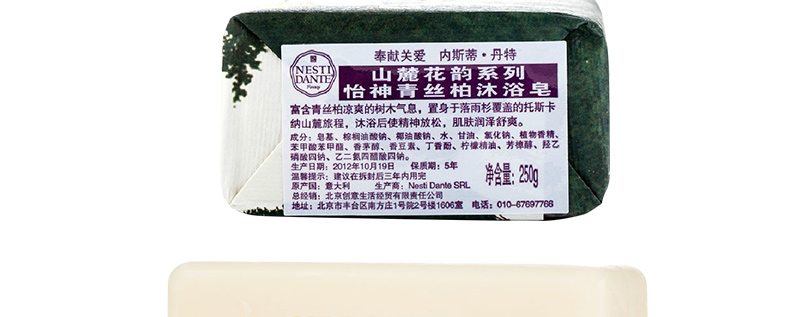 奉献关爱 内斯蒂·丹特
NESTI
DANTE
Firenze
山麓花韵系列
怡神青丝柏沐浴皂
富含青丝柏凉爽的树木气息，置身于落雨杉覆盖的托斯卡
纳山麓旅程，沐浴后使精神放松，肌肤润泽舒爽。
成分：皂基、棕榈油酸钠、椰油酸钠、水、甘油、氯化钠、植物香精、
苯甲酸苯甲酯、香茅醇、香豆素、丁香酚、柠檬精油、芳樟醇、羟乙
磷酸四钠、乙二氨四醋酸四钠。
生产日期：2012年10月19日 保质期：5年
温馨提示：建议在拆封后三年内用完
净含量：250g
原产国：意大利 生产商：Nesti Dante SRL
总经销：北京创意生活经贸有限责任公司
地址：北京市丰台区南方庄1号院2号楼1606室 电话：010-67697766